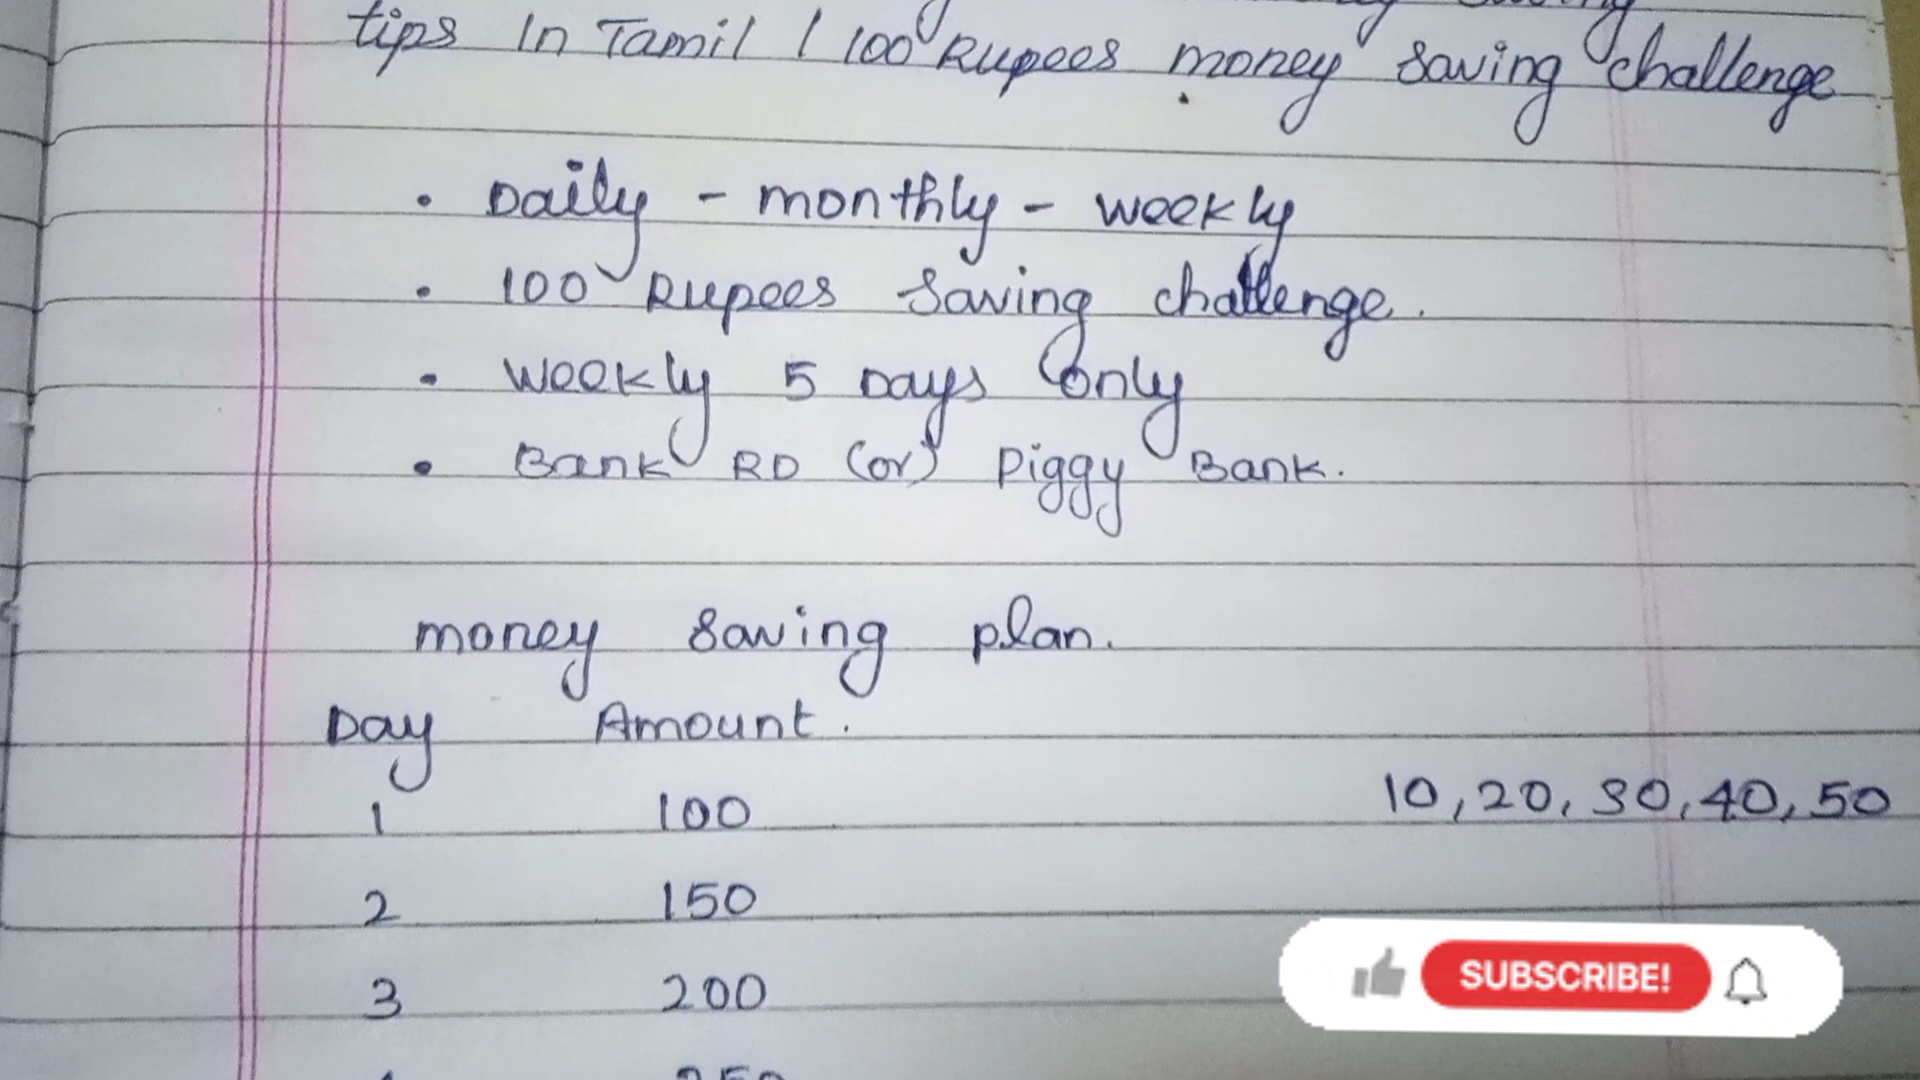 tips In Tamil / 100 Rupees money saving challenge
• Daily - monthly - weekly
• 100 Rupees saving challenge.
• weekly 5 Days only
• Bank RD (or) Piggy Bank.
money saving plan.
Day Amount.
1 100 10, 20, 30, 40, 50
2 150
3 200
SUBSCRIBE!